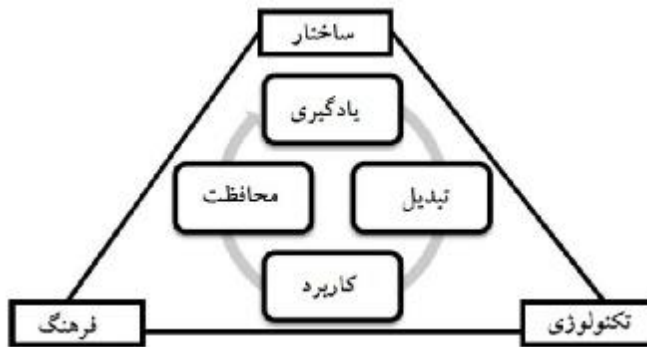 ساختار
یادگیری
محافظت
تبدیل
کاربرد
فرهنگ
تکنولوژی